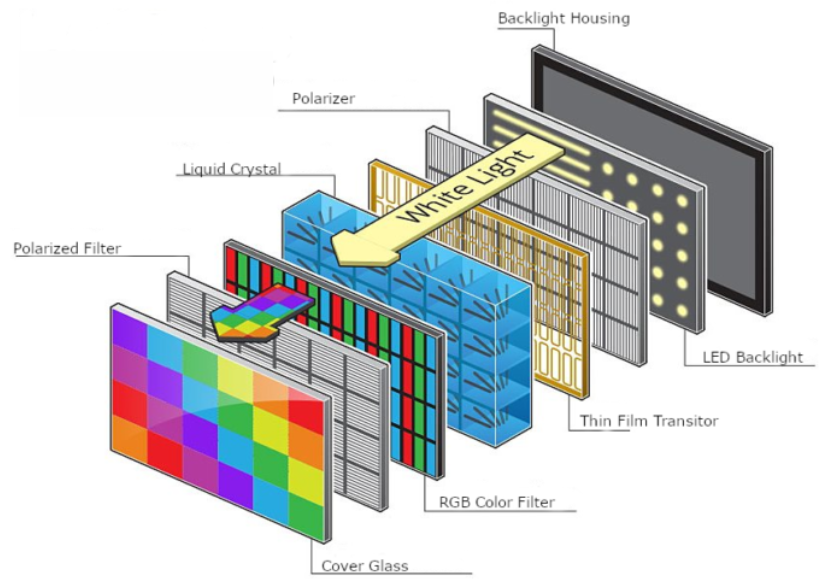 Backlight Housing
Polarizer
White Light
Liquid Crystal
Polarized Filter
LED Backlight
Thin Film Transitor
RGB Color Filter
Cover Glass